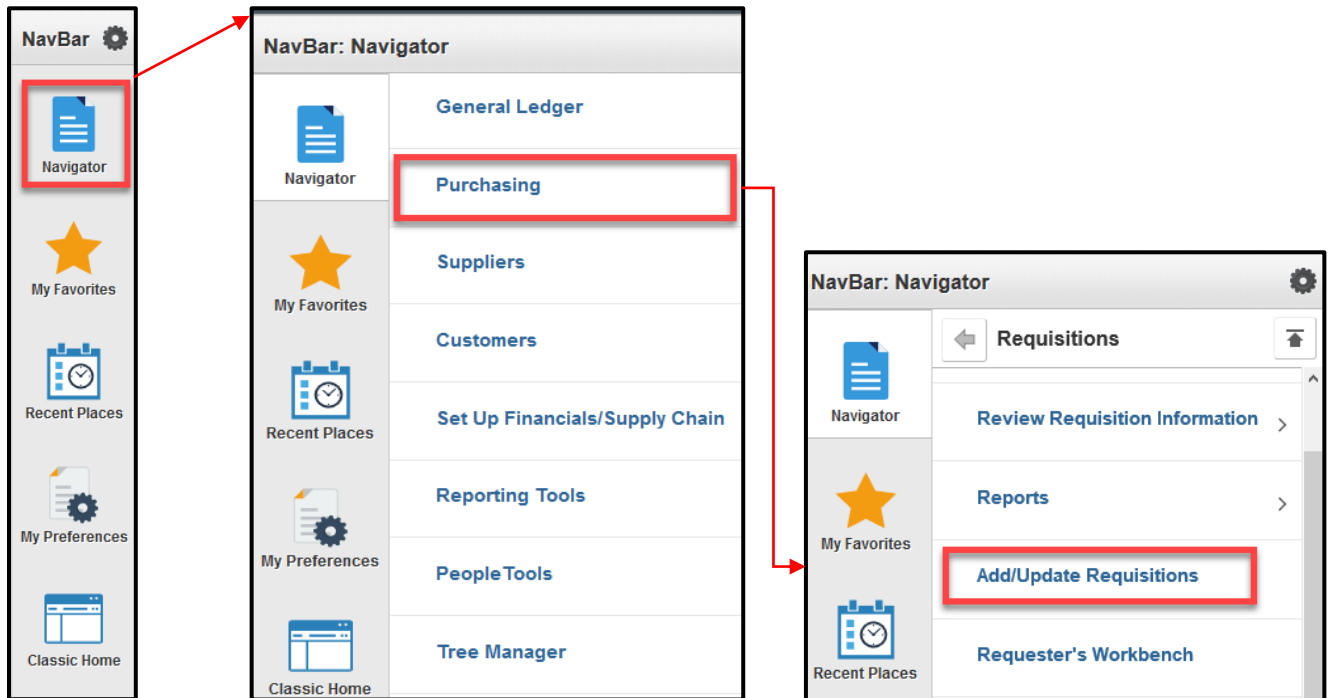 NavBar
Navigator
My Favorites
Recent Places
My Preferences
Classic Home
NavBar: Navigator
Navigator
My Favorites
Recent Places
My Preferences
Classic Home
General Ledger
Purchasing
Suppliers
Customers
Set Up Financials/Supply Chain
Reporting Tools
PeopleTools
Tree Manager
NavBar: Navigator
Navigator
My Favorites
Recent Places
Requisitions
Review Requisition Information
Reports
Add/Update Requisitions
Requester's Workbench